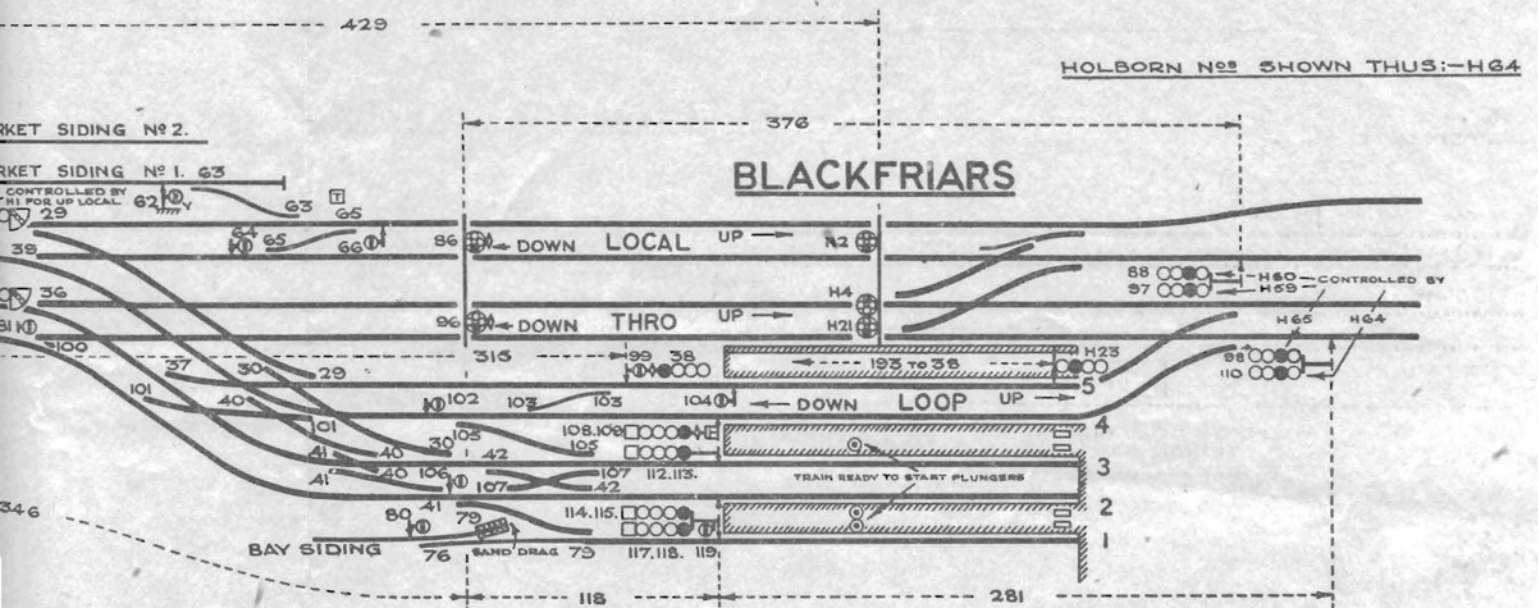 429
HOLBORN Nos SHOWN THUS:-H64
376
RKET SIDING No 2.
BLACKFRIARS
RKET SIDING No 1. 63
CONTROLLED BY
H1 FOR UP LOCAL
62 Y
63
T
29
65
64
65
66
86
DOWN LOCAL UP
39
88
H60
CONTROLLED BY
97
H59
36
H4
81
96
DOWN THRO UP
H21
H65
H64
100
313
99 38
193 TO 38
H23
98
110
37
30
29
5
101
40
102
103
103
104
DOWN LOOP UP
101
105
108.109
4
41
40
30
42
105
40
106
107
112.113.
TRAIN READY TO START PLUNGERS
3
41
107
42
346
41
79
114.115.
2
80
BAY SIDING
76
SAND DRAG
79
117.118.
119
1
118
281